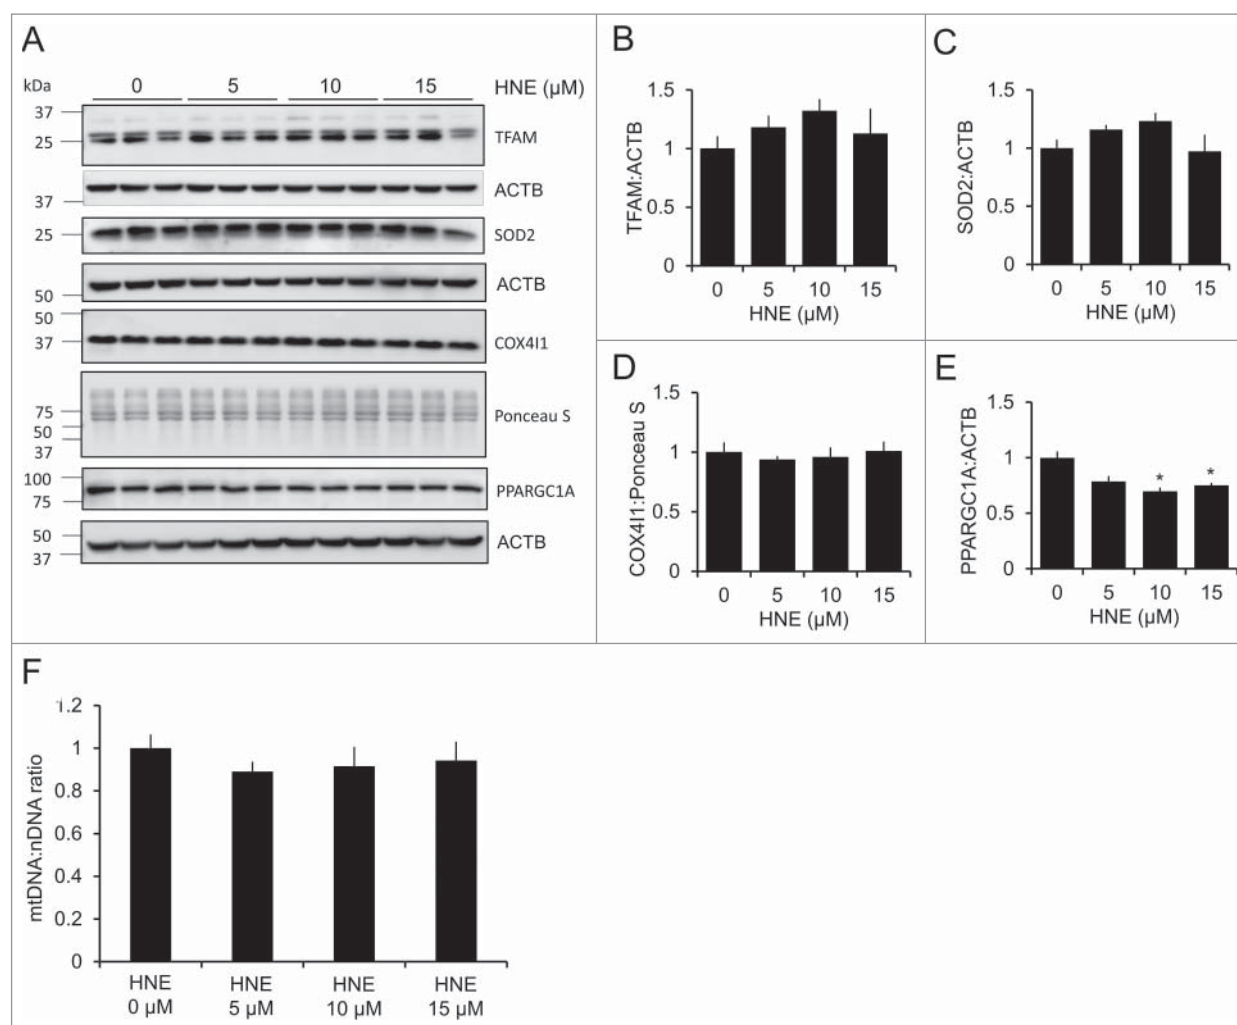 A
kDa
0 5 10 15 HNE (µM)
37
25
TFAM
37
ACTB
25
SOD2
50
ACTB
50
37
COX4I1
75
50
37
Ponceau S
100
75
PPARGC1A
50
37
ACTB
B
TFAM:ACTB
1.5
1
0.5
0
0 5 10 15
HNE (µM)
C
SOD2:ACTB
1.5
1
0.5
0
0 5 10 15
HNE (µM)
D
COX4I1:Ponceau S
1.5
1
0.5
0
0 5 10 15
HNE (µM)
E
PPARGC1A:ACTB
1.5
1
0.5
0
* *
0 5 10 15
HNE (µM)
F
mtDNA:nDNA ratio
1.2
1
0.8
0.6
0.4
0.2
0
HNE HNE HNE HNE
0 µM 5 µM 10 µM 15 µM